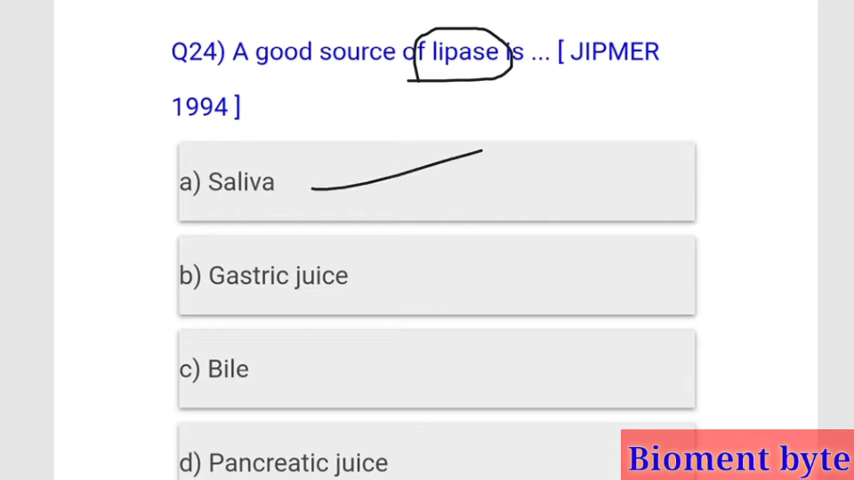 Q24) A good source of lipase is ... [ JIPMER
1994 ]
a) Saliva
b) Gastric juice
c) Bile
d) Pancreatic juice
Bioment byte